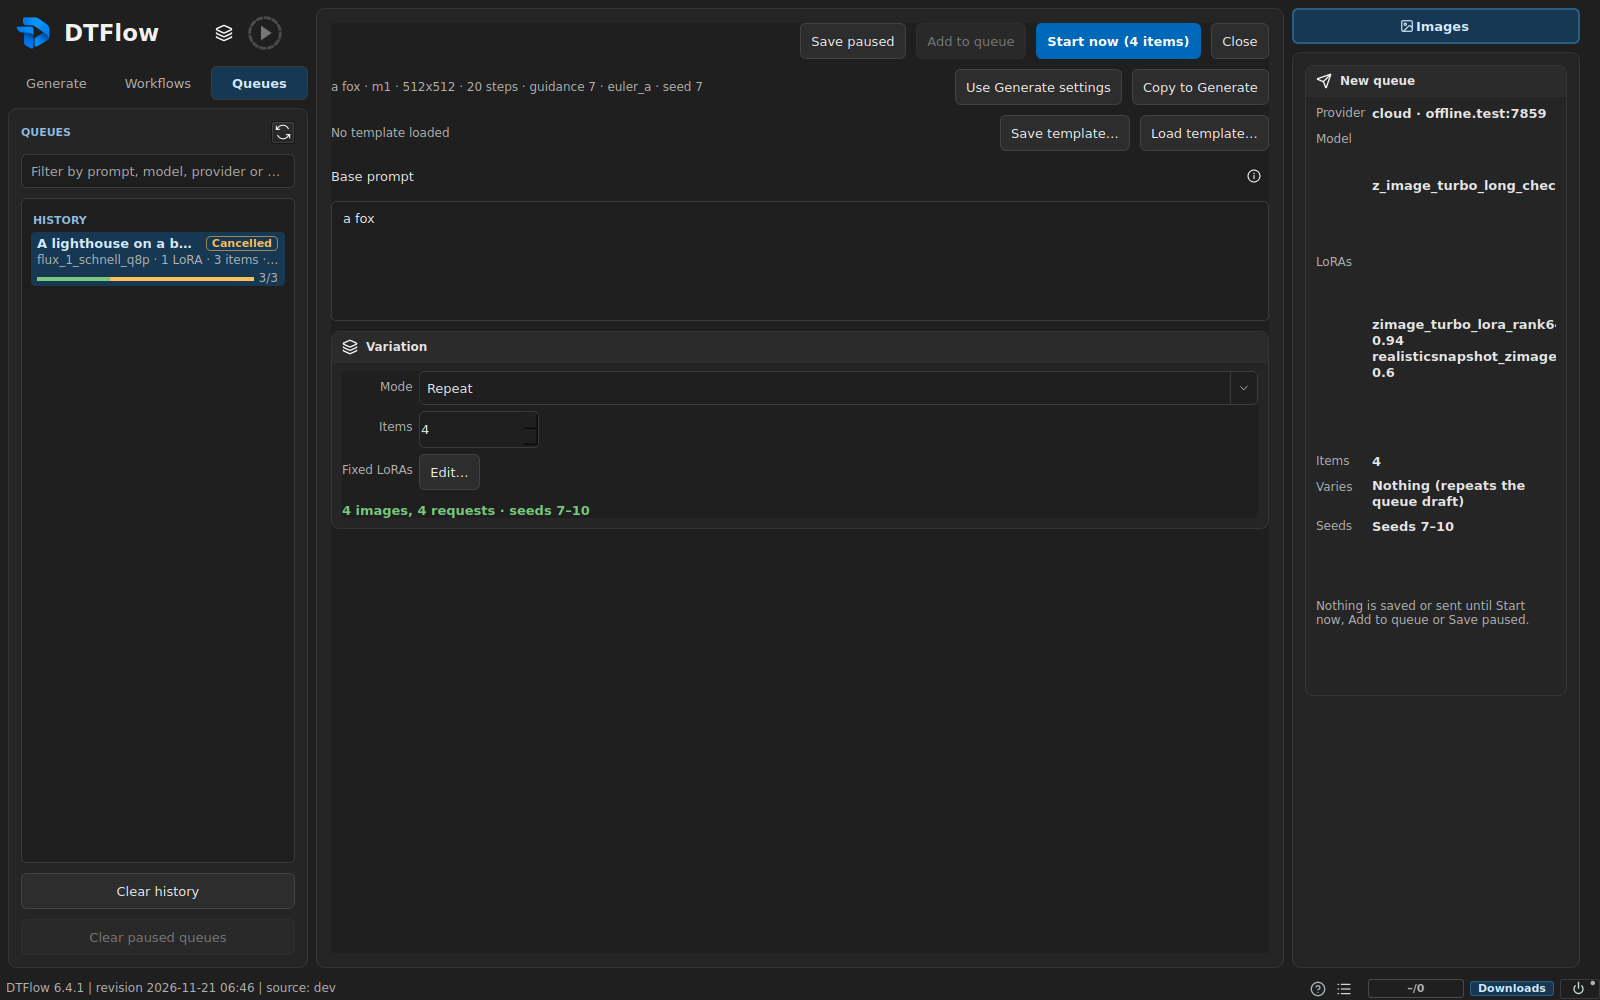 DTFlow
Generate
Workflows
Queues
QUEUES
Filter by prompt, model, provider or ...
HISTORY
A lighthouse on a b...
Cancelled
flux_1_schnell_q8p · 1 LoRA · 3 items ·...
3/3
Clear history
Clear paused queues
Save paused
Add to queue
Start now (4 items)
Close
a fox · m1 · 512x512 · 20 steps · guidance 7 · euler_a · seed 7
Use Generate settings
Copy to Generate
No template loaded
Save template...
Load template...
Base prompt
a fox
Variation
Mode
Repeat
Items
4
Fixed LoRAs
Edit...
4 images, 4 requests · seeds 7–10
Images
New queue
Provider
cloud · offline.test:7859
Model
z_image_turbo_long_chec
LoRAs
zimage_turbo_lora_rank6
0.94
realisticsnapshot_zimage
0.6
Items
4
Varies
Nothing (repeats the
queue draft)
Seeds
Seeds 7–10
Nothing is saved or sent until Start
now, Add to queue or Save paused.
DTFlow 6.4.1 | revision 2026-11-21 06:46 | source: dev
–/0
Downloads